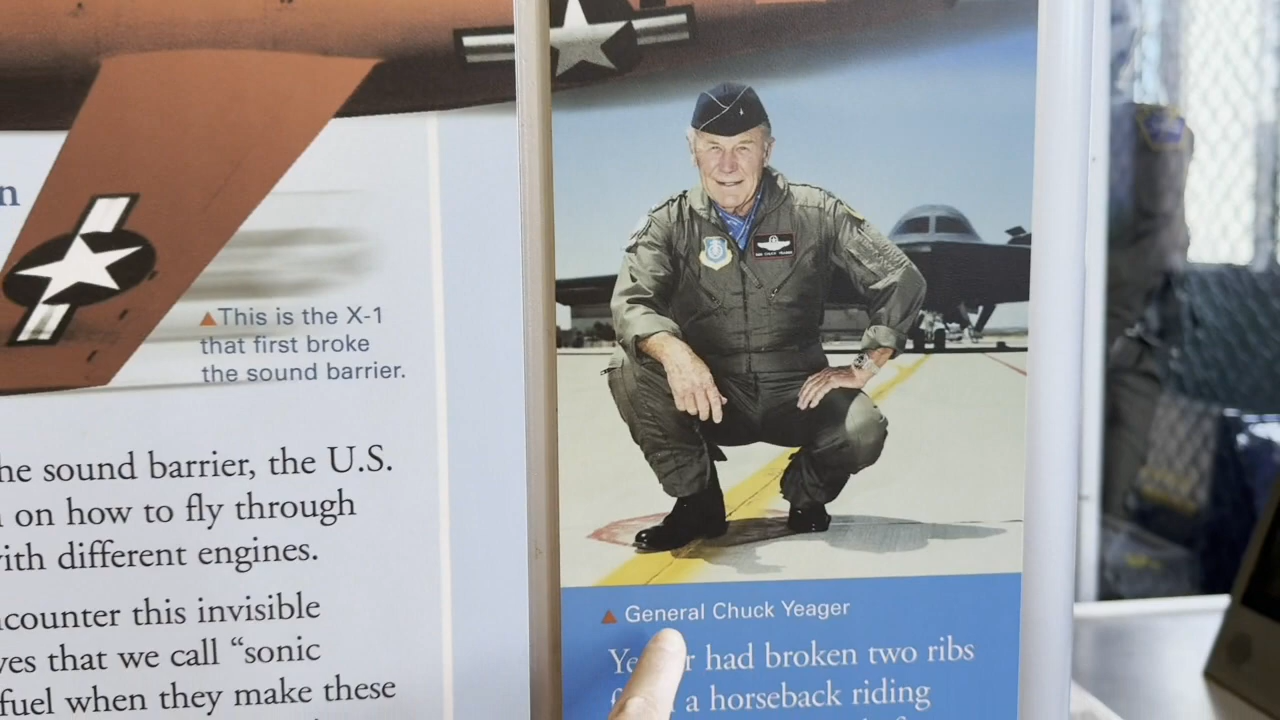 n
This is the X-1
that first broke
the sound barrier.
he sound barrier, the U.S.
on how to fly through
with different engines.
ncounter this invisible
ves that we call “sonic
fuel when they make these
General Chuck Yeager
had broken two ribs
a horseback riding